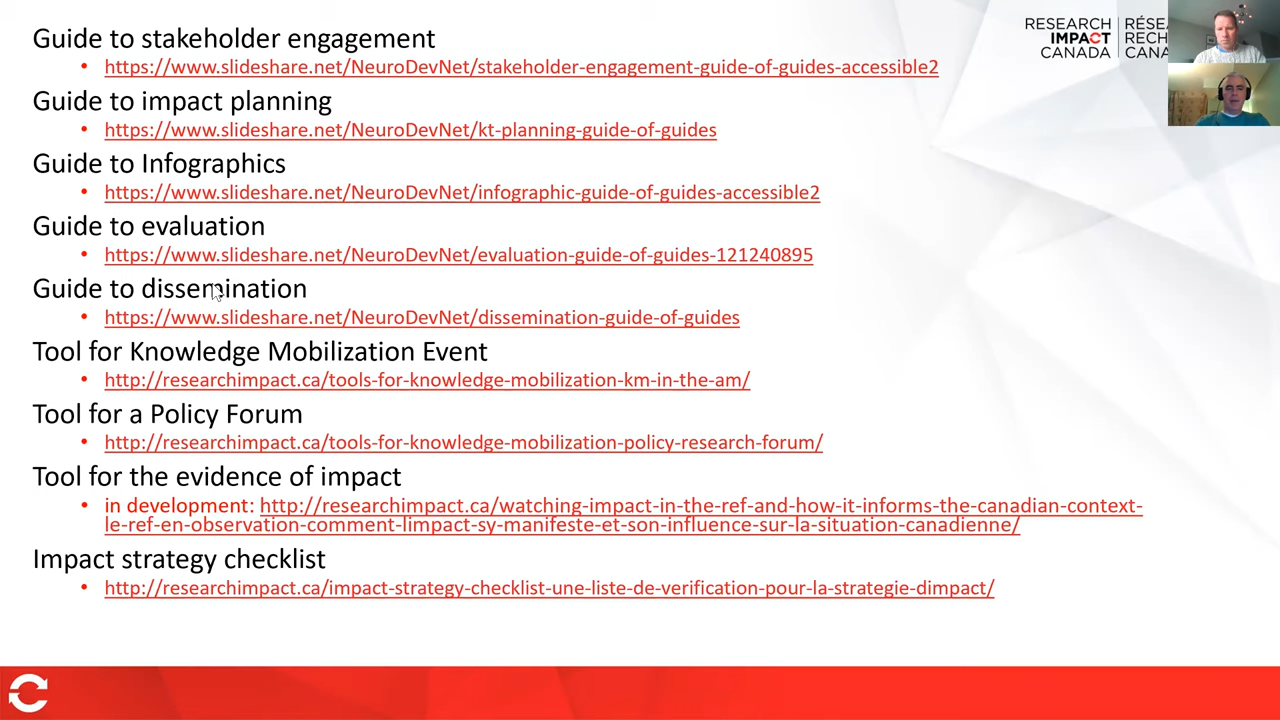 Guide to stakeholder engagement
• https://www.slideshare.net/NeuroDevNet/stakeholder-engagement-guide-of-guides-accessible2
Guide to impact planning
• https://www.slideshare.net/NeuroDevNet/kt-planning-guide-of-guides
Guide to Infographics
• https://www.slideshare.net/NeuroDevNet/infographic-guide-of-guides-accessible2
Guide to evaluation
• https://www.slideshare.net/NeuroDevNet/evaluation-guide-of-guides-121240895
Guide to dissemination
• https://www.slideshare.net/NeuroDevNet/dissemination-guide-of-guides
Tool for Knowledge Mobilization Event
• http://researchimpact.ca/tools-for-knowledge-mobilization-km-in-the-am/
Tool for a Policy Forum
• http://researchimpact.ca/tools-for-knowledge-mobilization-policy-research-forum/
Tool for the evidence of impact
• in development: http://researchimpact.ca/watching-impact-in-the-ref-and-how-it-informs-the-canadian-context-
le-ref-en-observation-comment-limpact-sy-manifeste-et-son-influence-sur-la-situation-canadienne/
Impact strategy checklist
• http://researchimpact.ca/impact-strategy-checklist-une-liste-de-verification-pour-la-strategie-dimpact/
RESEARCH
IMPACT
CANADA
RÉSE
RECH
CANA